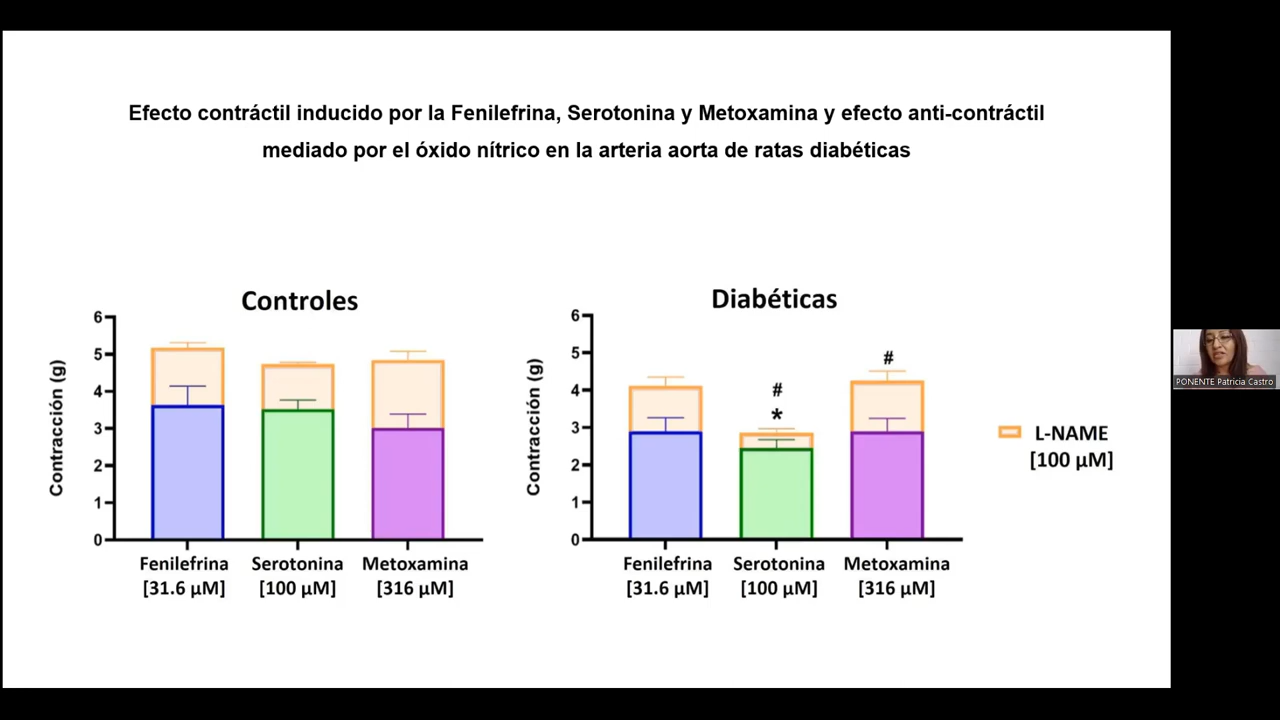 Efecto contráctil inducido por la Fenilefrina, Serotonina y Metoxamina y efecto anti-contráctil
mediado por el óxido nítrico en la arteria aorta de ratas diabéticas
Controles
Contracción (g)
6
5
4
3
2
1
0
Fenilefrina
[31.6 µM]
Serotonina
[100 µM]
Metoxamina
[316 µM]
Diabéticas
Contracción (g)
6
5
4
3
2
1
0
#
*
#
Fenilefrina
[31.6 µM]
Serotonina
[100 µM]
Metoxamina
[316 µM]
L-NAME
[100 µM]
PONENTE Patricia Castro